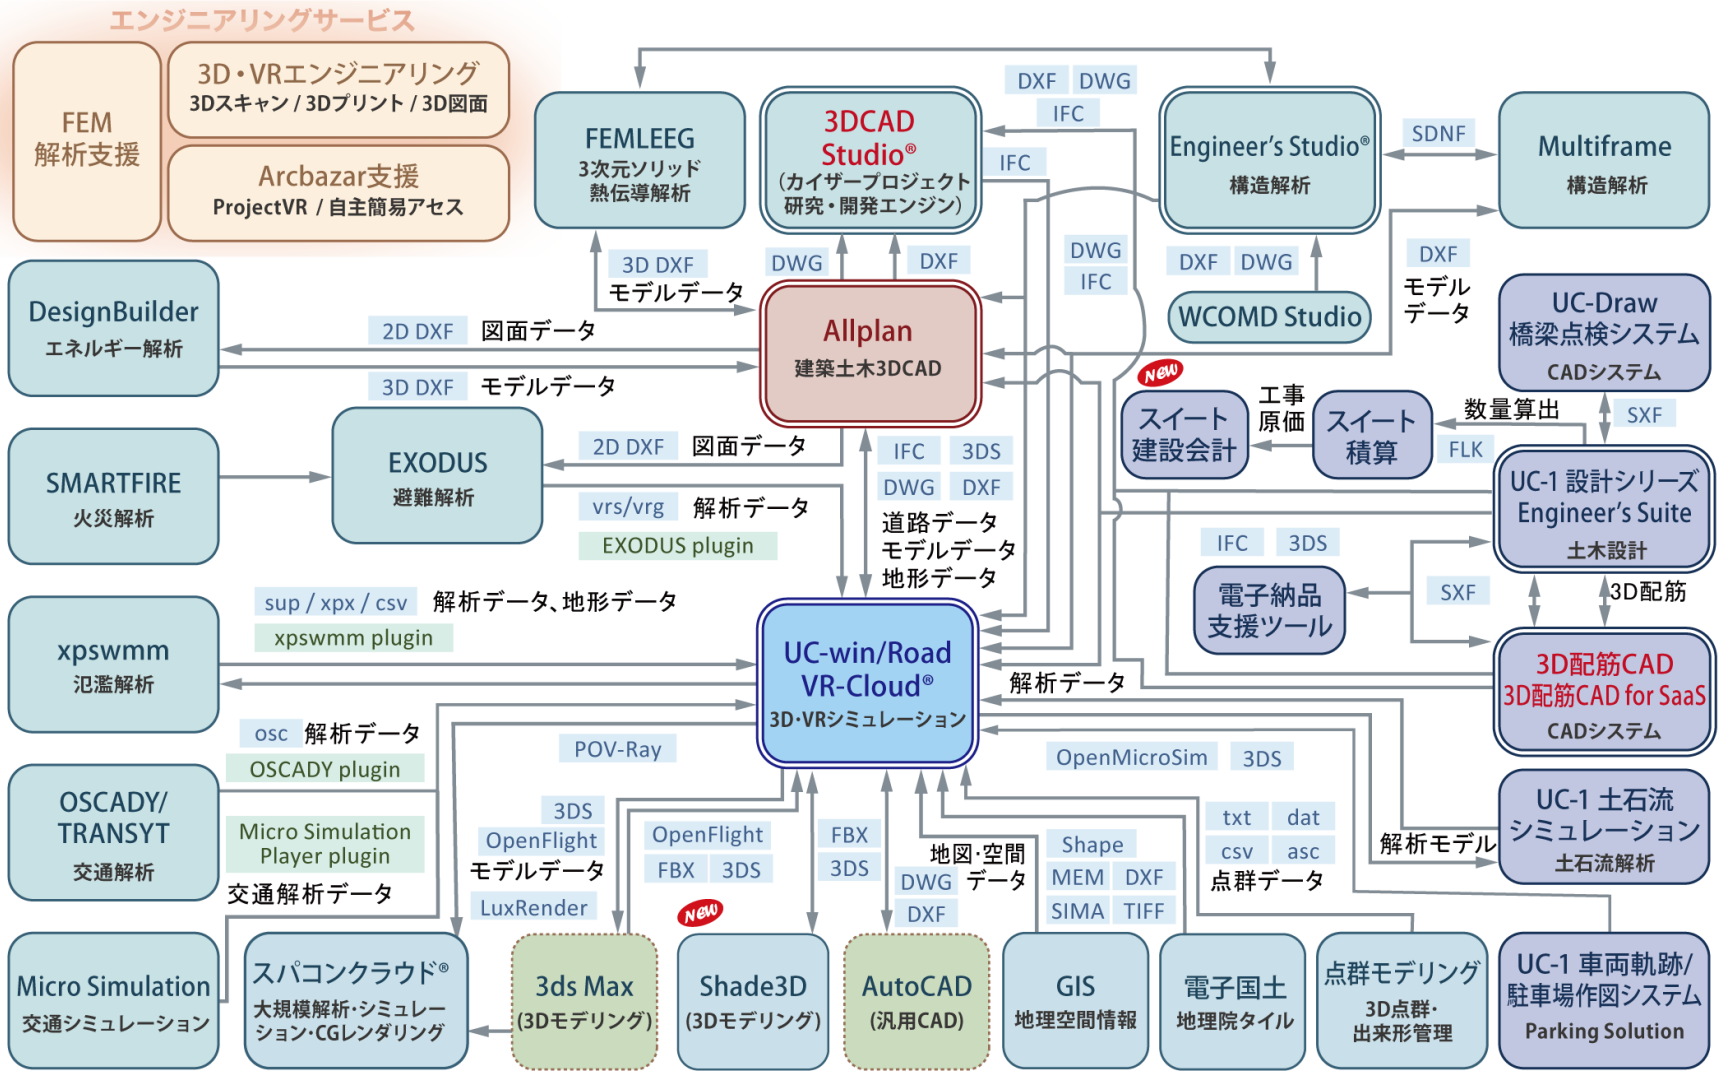 エンジニアリングサービス
FEM
解析支援
3D・VRエンジニアリング
3Dスキャン / 3Dプリント / 3D図面
Arcbazar支援
ProjectVR / 自主簡易アセス
FEMLEEG
3次元ソリッド
熱伝導解析
3DCAD
Studio®
(カイザープロジェクト
研究・開発エンジン)
DXF
DWG
IFC
IFC
Engineer's Studio®
構造解析
SDNF
Multiframe
構造解析
DWG
IFC
DXF
DWG
DXF
モデル
データ
WCOMD Studio
3D DXF
モデルデータ
DWG
DXF
DesignBuilder
エネルギー解析
2D DXF
図面データ
3D DXF
モデルデータ
Allplan
建築土木3DCAD
UC-Draw
橋梁点検システム
CADシステム
New
スイート
建設会計
工事
原価
スイート
積算
数量算出
FLK
SXF
SMARTFIRE
火災解析
EXODUS
避難解析
2D DXF
図面データ
vrs/vrg
解析データ
EXODUS plugin
IFC
3DS
DWG
DXF
道路データ
モデルデータ
地形データ
UC-1 設計シリーズ
Engineer's Suite
土木設計
IFC
3DS
電子納品
支援ツール
SXF
3D配筋
xpswmm
氾濫解析
sup / xpx / csv
解析データ、地形データ
xpswmm plugin
UC-win/Road
VR-Cloud®
3D・VRシミュレーション
解析データ
3D配筋CAD
3D配筋CAD for SaaS
CADシステム
OSCADY/
TRANSYT
交通解析
osc
解析データ
OSCADY plugin
Micro Simulation
Player plugin
交通解析データ
POV-Ray
3DS
OpenFlight
モデルデータ
LuxRender
OpenFlight
FBX
3DS
FBX
3DS
OpenMicroSim
3DS
地図・空間
データ
DWG
DXF
Shape
MEM
DXF
SIMA
TIFF
txt
dat
csv
asc
点群データ
解析モデル
UC-1 土石流
シミュレーション
土石流解析
Micro Simulation
交通シミュレーション
スパコンクラウド®
大規模解析・シミュレー
ション・CGレンダリング
3ds Max
(3Dモデリング)
New
Shade3D
(3Dモデリング)
AutoCAD
(汎用CAD)
GIS
地理空間情報
電子国土
地理院タイル
点群モデリング
3D点群・
出来形管理
UC-1 車両軌跡/
駐車場作図システム
Parking Solution